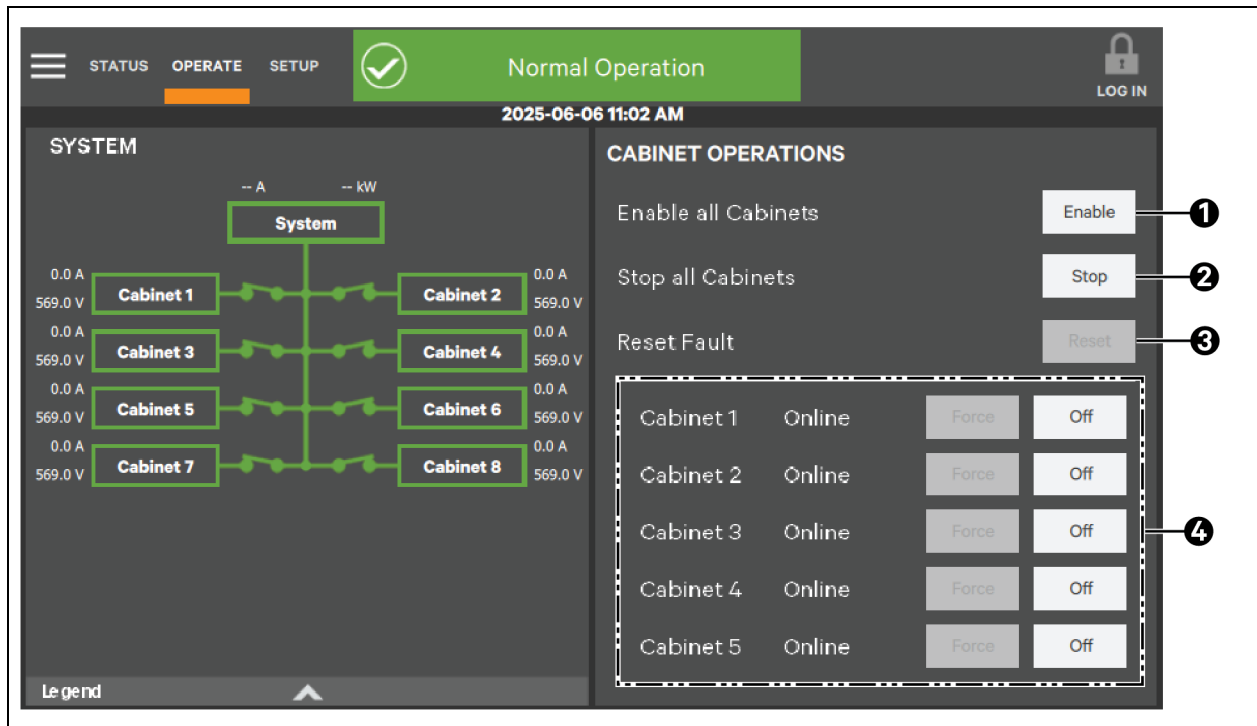 STATUS OPERATE SETUP
Normal Operation
LOG IN
2025-06-06 11:02 AM
SYSTEM
-- A -- kW
System
0.0 A
569.0 V
Cabinet 1
Cabinet 2
0.0 A
569.0 V
0.0 A
569.0 V
Cabinet 3
Cabinet 4
0.0 A
569.0 V
0.0 A
569.0 V
Cabinet 5
Cabinet 6
0.0 A
569.0 V
0.0 A
569.0 V
Cabinet 7
Cabinet 8
0.0 A
569.0 V
Legend
CABINET OPERATIONS
Enable all Cabinets Enable 1
Stop all Cabinets Stop 2
Reset Fault Reset 3
Cabinet 1 Online Force Off
Cabinet 2 Online Force Off
Cabinet 3 Online Force Off
4
Cabinet 4 Online Force Off
Cabinet 5 Online Force Off